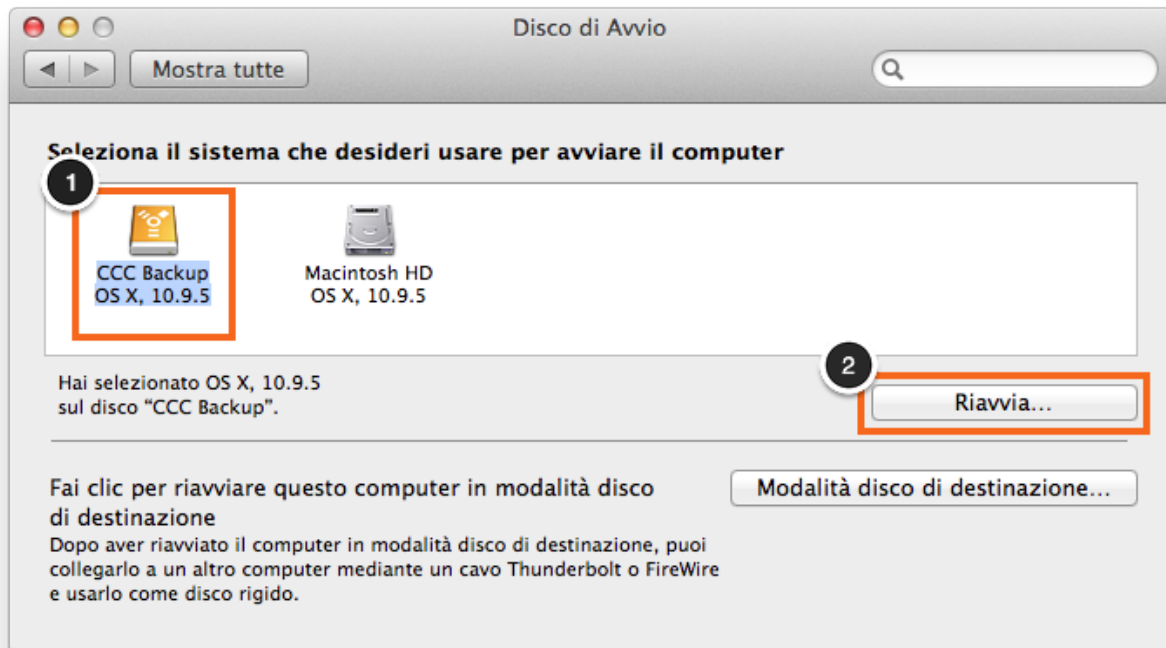 Disco di Avvio
Mostra tutte
Seleziona il sistema che desideri usare per avviare il computer
1
CCC Backup
OS X, 10.9.5
Macintosh HD
OS X, 10.9.5
Hai selezionato OS X, 10.9.5
sul disco “CCC Backup”.
2
Riavvia...
Fai clic per riavviare questo computer in modalità disco
di destinazione
Modalità disco di destinazione...
Dopo aver riavviato il computer in modalità disco di destinazione, puoi
collegarlo a un altro computer mediante un cavo Thunderbolt o FireWire
e usarlo come disco rigido.